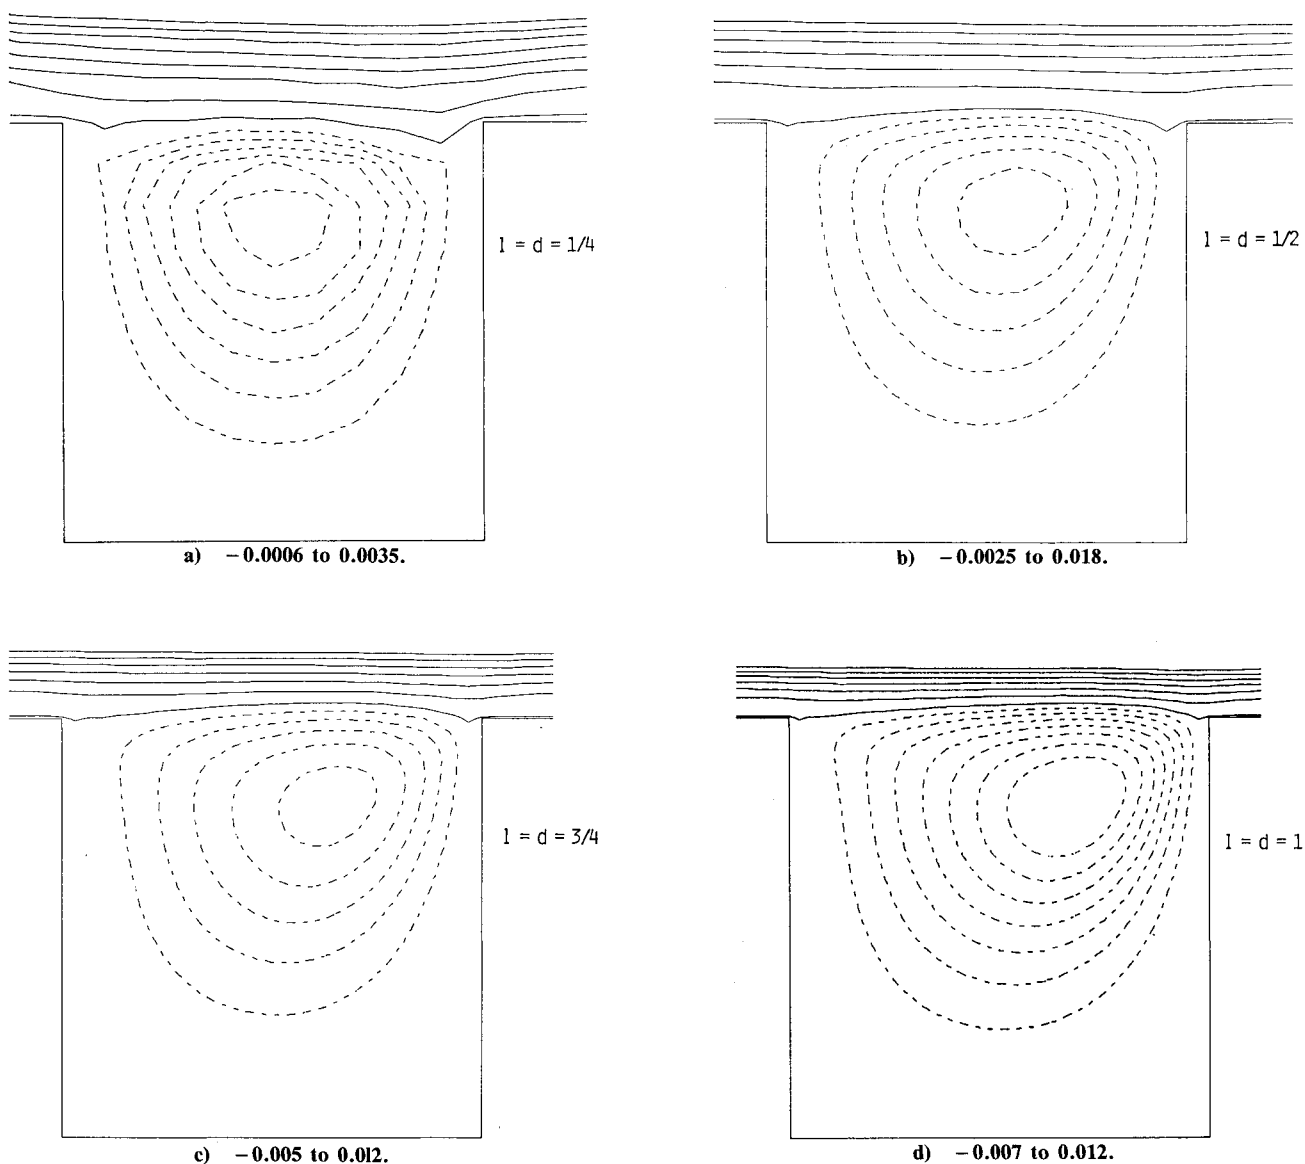 l = d = 1/4
a) −0.0006 to 0.0035.
l = d = 1/2
b) −0.0025 to 0.018.
l = d = 3/4
c) −0.005 to 0.012.
l = d = 1
d) −0.007 to 0.012.